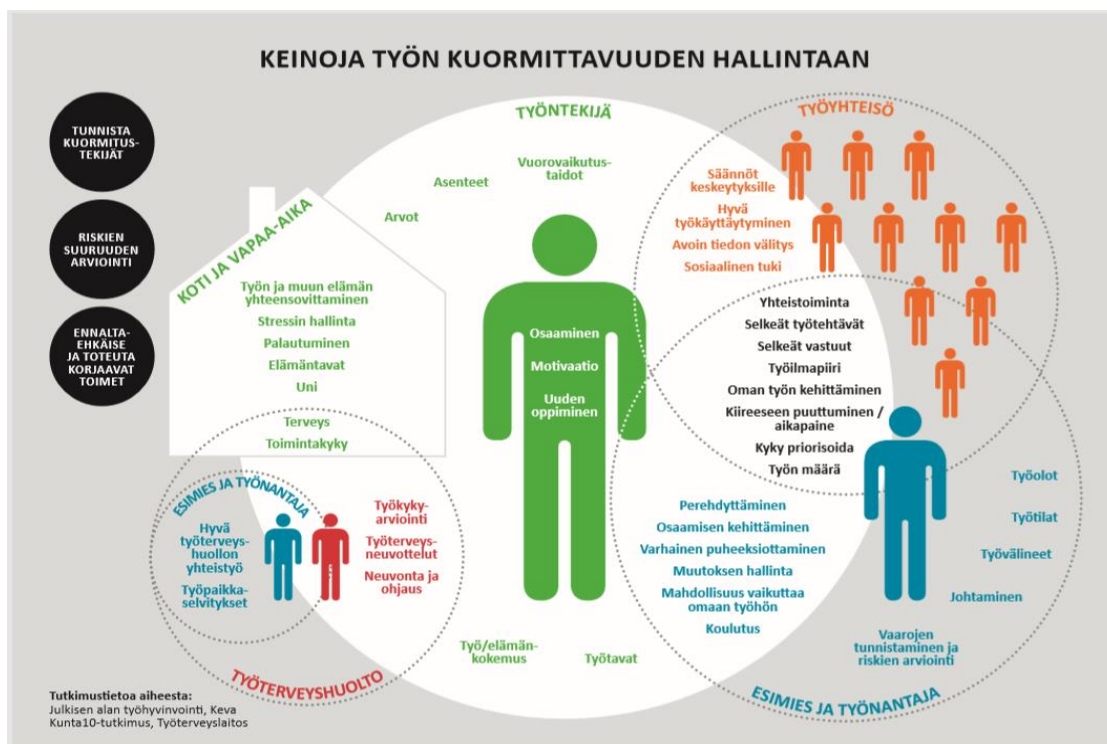 KEINOJA TYÖN KUORMITTAVUUDEN HALLINTAAN
TUNNISTA
KUORMITUS-
TEKIJÄT
RISKIEN
SUURUUDEN
ARVIOINTI
ENNALTA-
EHKÄISE
JA TOTEUTA
KORJAAVAT
TOIMET
TYÖNTEKIJÄ
Vuorovaikutus-
taidot
Asenteet
Arvot
Osaaminen
Motivaatio
Uuden
oppiminen
Työ/elämän-
kokemus
Työtavat
KOTI JA VAPAA-AIKA
Työn ja muun elämän
yhteensovittaminen
Stressin hallinta
Palautuminen
Elämäntavat
Uni
Terveys
Toimintakyky
ESIMIES JA TYÖNANTAJA
Hyvä
työterveys-
huollon
yhteistyö
Työpaikka-
selvitykset
Työkyky-
arviointi
Työterveys-
neuvottelut
Neuvonta ja
ohjaus
TYÖTERVEYSHUOLTO
TYÖYHTEISÖ
Säännöt
keskeytyksille
Hyvä
työkäyttäytyminen
Avoin tiedon välitys
Sosiaalinen tuki
Yhteistoiminta
Selkeät työtehtävät
Selkeät vastuut
Työilmapiiri
Oman työn kehittäminen
Kiireeseen puuttuminen /
aikapaine
Kyky priorisoida
Työn määrä
Perehdyttäminen
Osaamisen kehittäminen
Varhainen puheeksiottaminen
Muutoksen hallinta
Mahdollisuus vaikuttaa
omaan työhön
Koulutus
Työolot
Työtilat
Työvälineet
Johtaminen
Vaarojen
tunnistaminen ja
riskien arviointi
ESIMIES JA TYÖNANTAJA
Tutkimustietoa aiheesta:
Julkisen alan työhyvinvointi, Keva
Kunta10-tutkimus, Työterveyslaitos